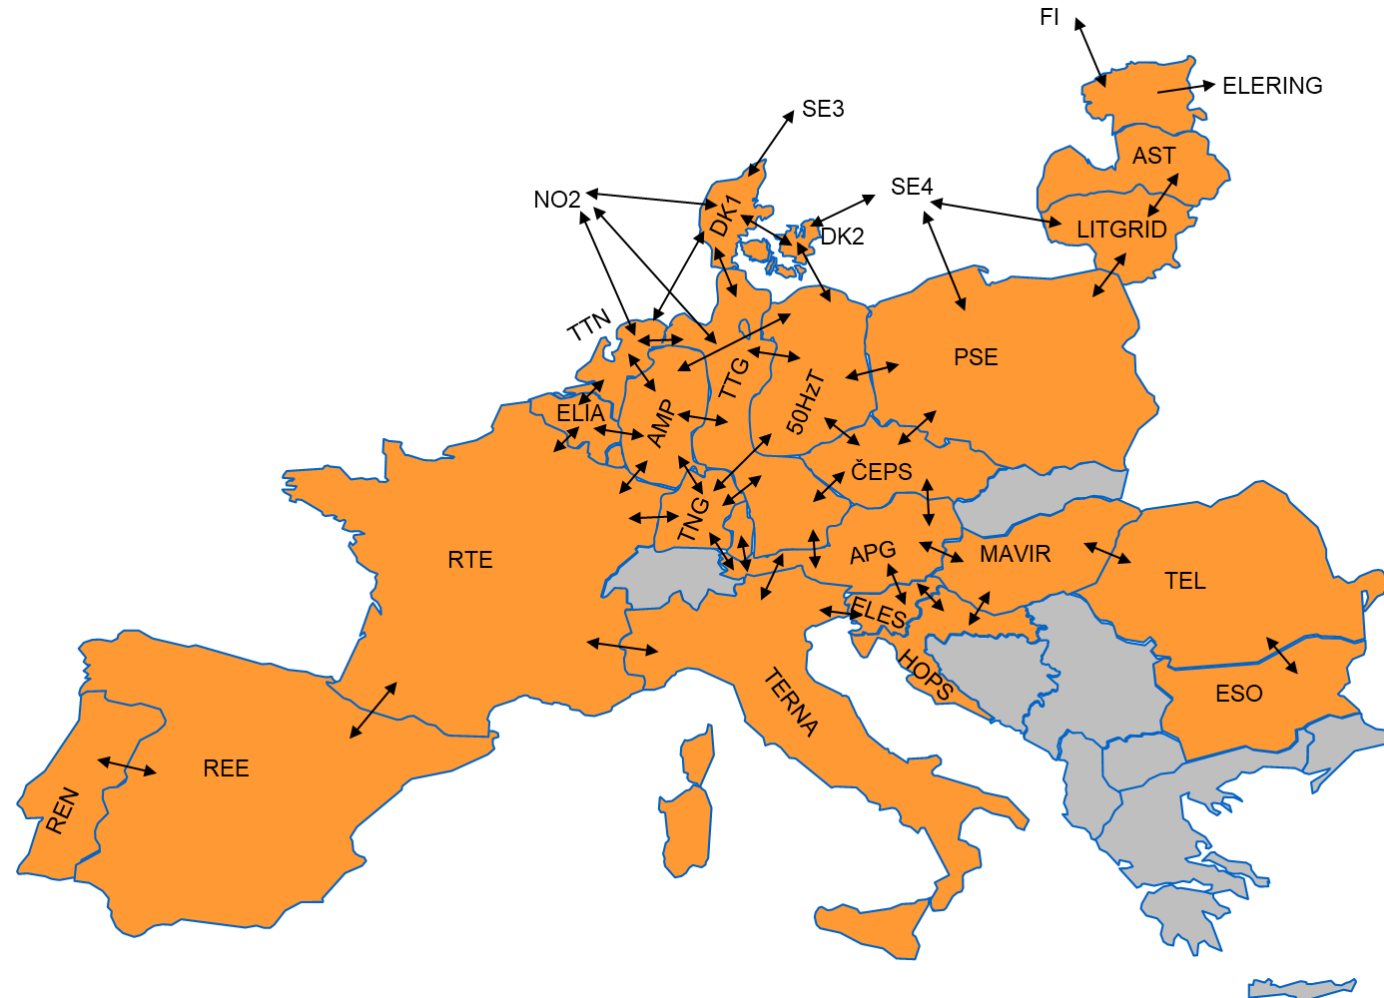 FI
ELERING
SE3
AST
SE4
NO2
DK1
LITGRID
DK2
TTN
PSE
TTG
50HzT
ELIA
AMP
ČEPS
TNG
APG
MAVIR
RTE
TEL
ELES
HOPS
ESO
TERNA
REE
REN